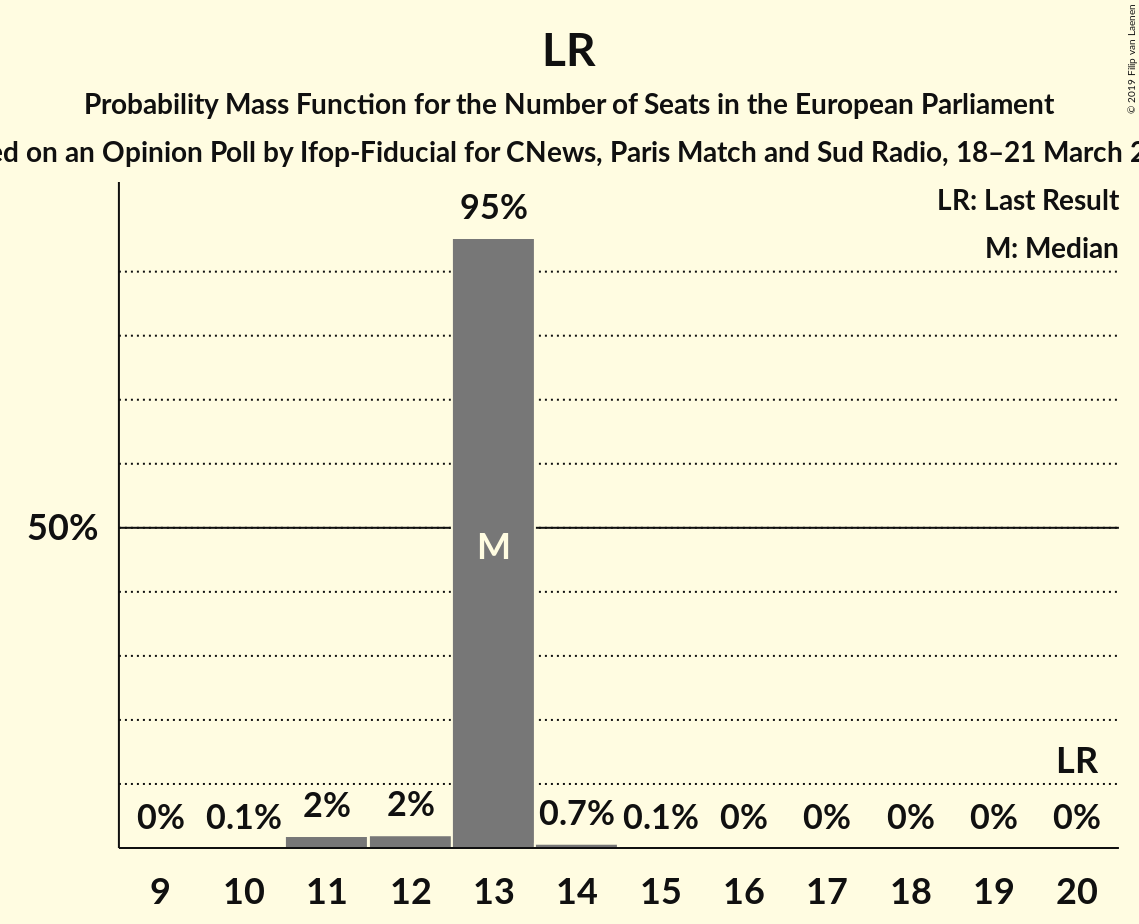 LR
Probability Mass Function for the Number of Seats in the European Parliament
on an Opinion Poll by Ifop-Fiducial for CNews, Paris Match and Sud Radio, 18–21 March
© 2019 Filip van Laenen
LR: Last Result
M: Median
95%
50%
M
LR
0% 0.1% 2% 2% 0.7% 0.1% 0% 0% 0% 0% 0%
9 10 11 12 13 14 15 16 17 18 19 20